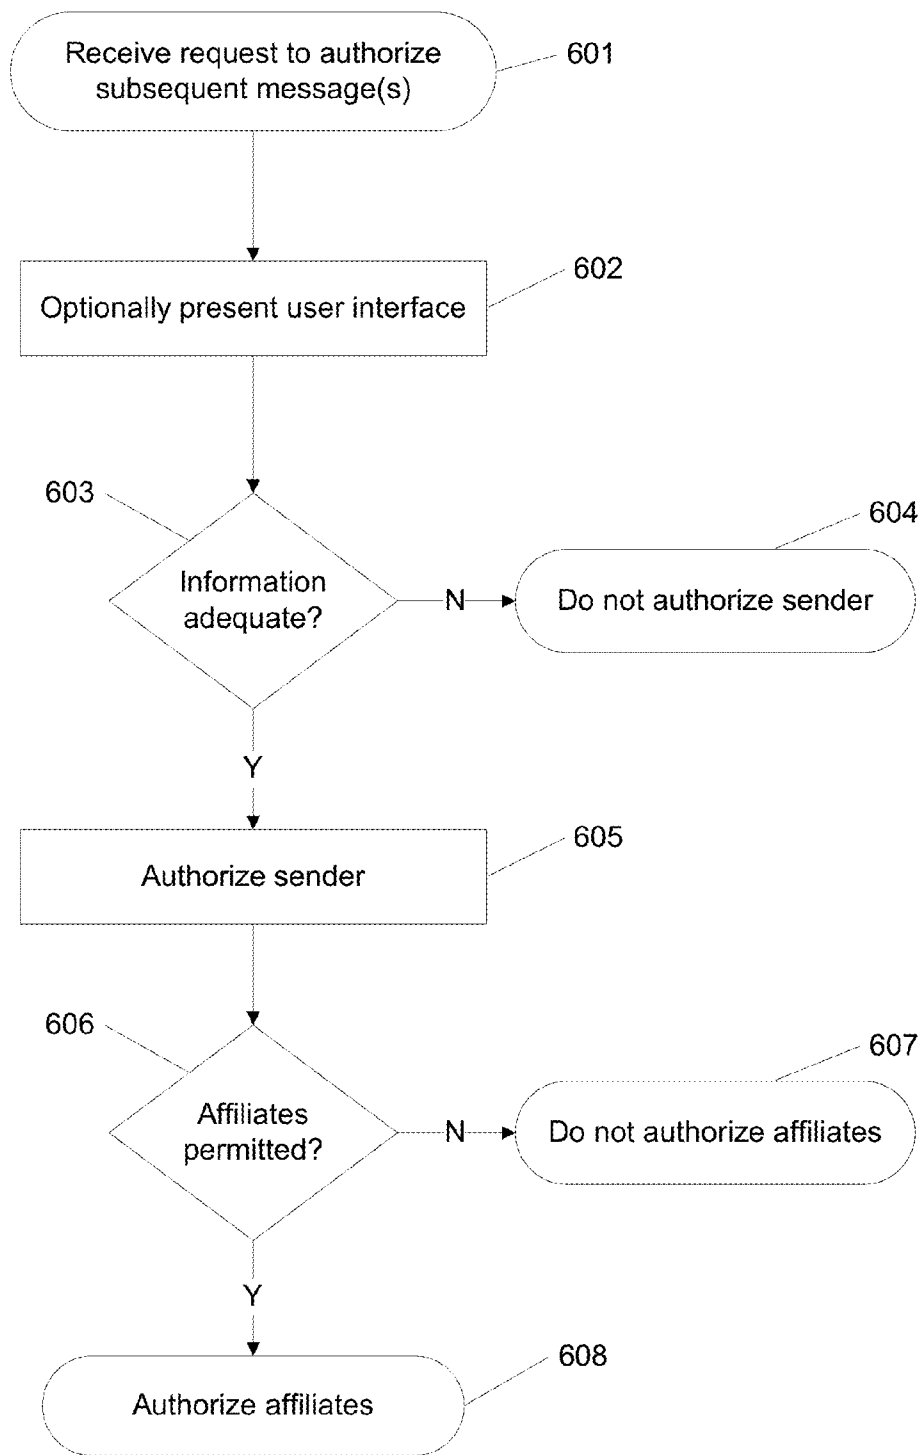 Receive request to authorize
subsequent message(s)
601
602
Optionally present user interface
603
604
Information
adequate?
N
Do not authorize sender
Y
605
Authorize sender
606
607
Affiliates
permitted?
N
Do not authorize affiliates
Y
608
Authorize affiliates